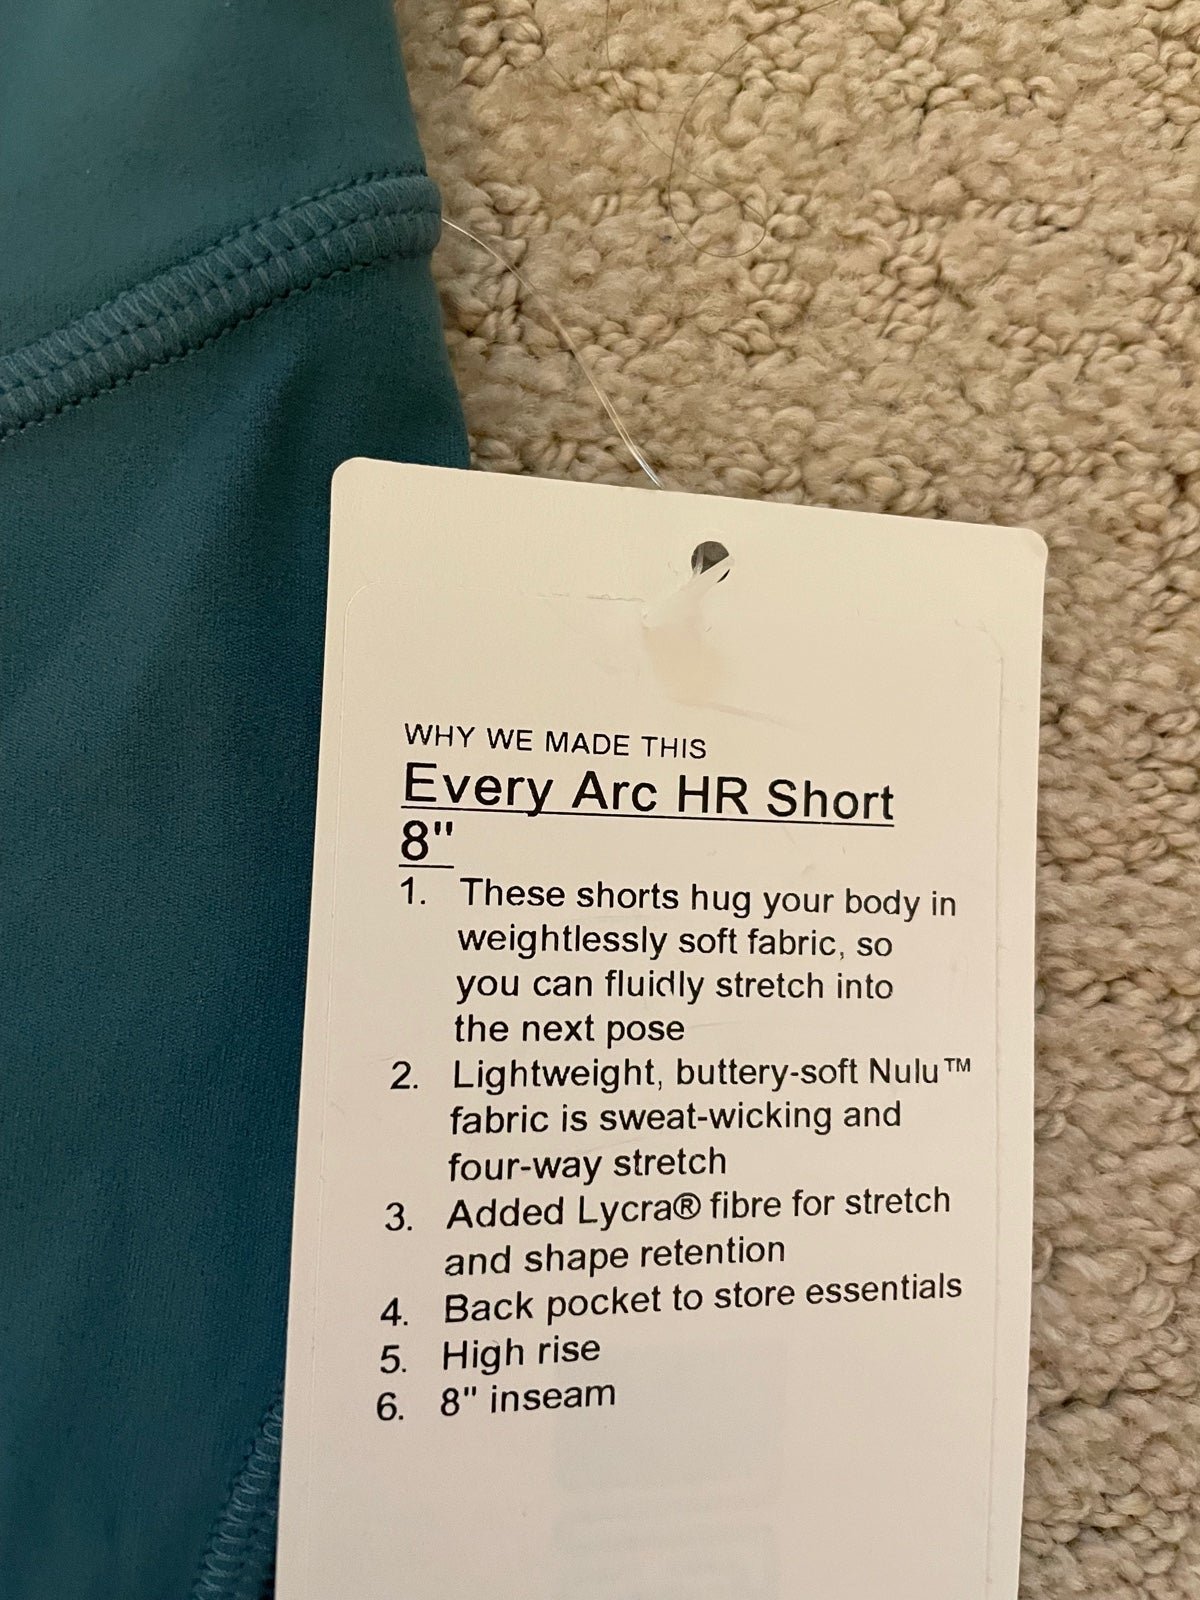 WHY WE MADE THIS
Every Arc HR Short
8"
1. These shorts hug your body in
weightlessly soft fabric, so
you can fluidly stretch into
the next pose
2. Lightweight, buttery-soft Nulu™
fabric is sweat-wicking and
four-way stretch
3. Added Lycra® fibre for stretch
and shape retention
4. Back pocket to store essentials
5. High rise
6. 8" inseam